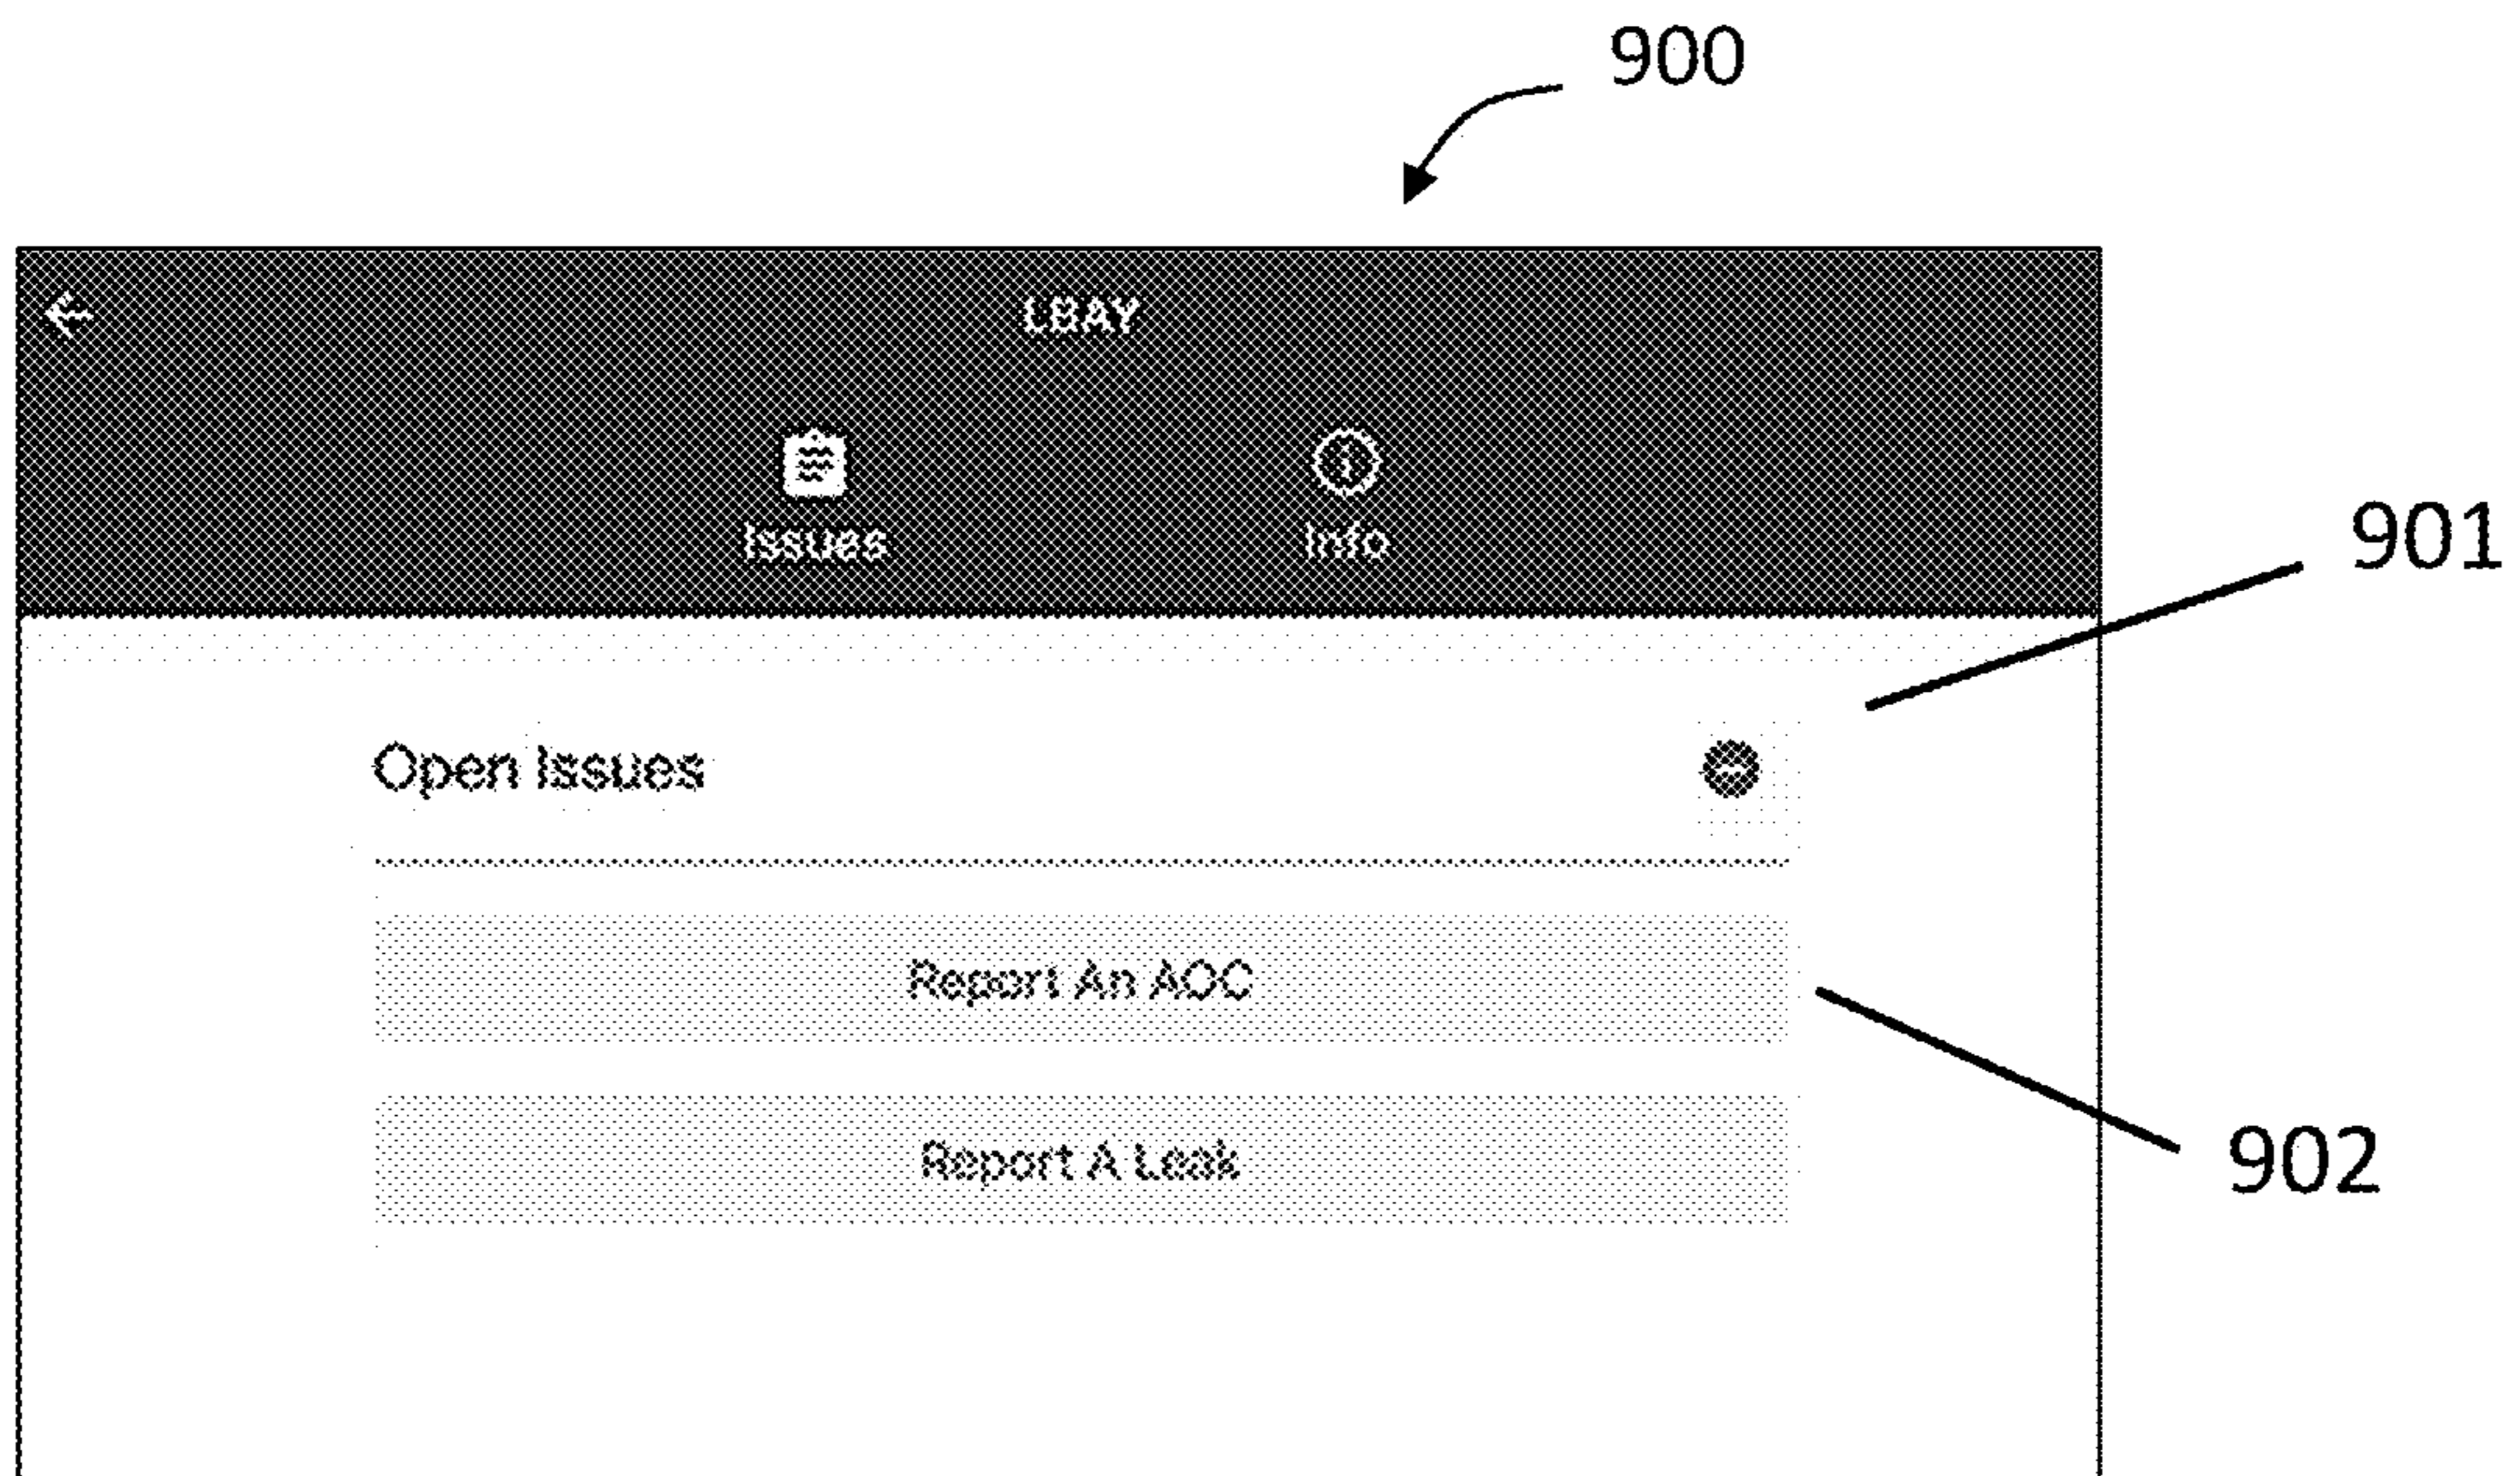 900
LBAY
Issues Info
901
Open Issues
Report An AOC
902
Report A Leak